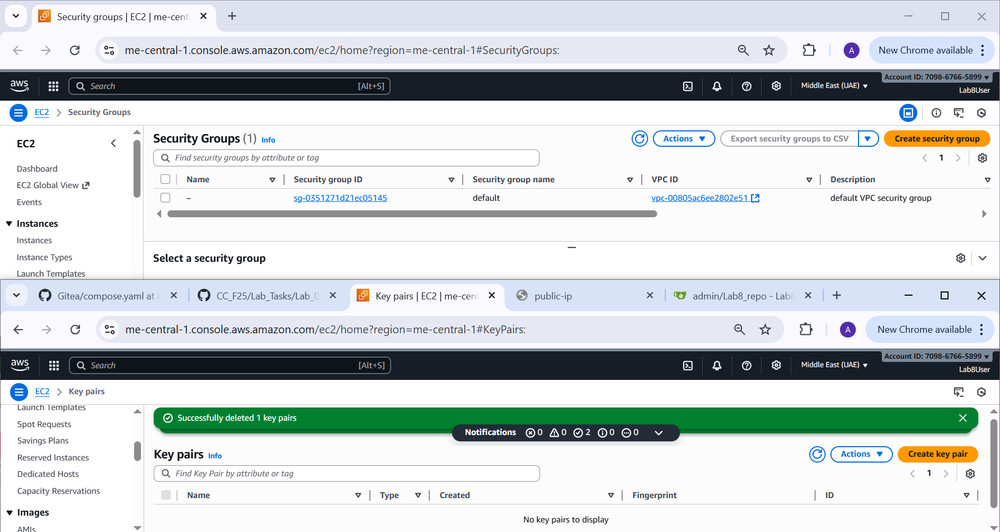 Security groups | EC2 | me-cent
me-central-1.console.aws.amazon.com/ec2/home?region=me-central-1#SecurityGroups:
A
New Chrome available
aws
Search
[Alt+S]
Middle East (UAE)
Account ID: 7098-6766-5899
Lab8User
EC2
Security Groups
EC2
Dashboard
EC2 Global View
Events
Instances
Instances
Instance Types
Launch Templates
Security Groups (1) Info
Actions
Export security groups to CSV
Create security group
Find security groups by attribute or tag
1
Name Security group ID Security group name VPC ID Description
– sg-0351271d21ec05145 default vpc-00805ac6ee2802e51 default VPC security group
Select a security group
Gitea/compose.yaml at
CC_F25/Lab_Tasks/Lab_0
Key pairs | EC2 | me-cent
public-ip
admin/Lab8_repo - Lab8
me-central-1.console.aws.amazon.com/ec2/home?region=me-central-1#KeyPairs:
A
New Chrome available
aws
Search
[Alt+S]
Middle East (UAE)
Account ID: 7098-6766-5899
Lab8User
EC2
Key pairs
Launch Templates
Spot Requests
Savings Plans
Reserved Instances
Dedicated Hosts
Capacity Reservations
Images
AMIs
Successfully deleted 1 key pairs
Notifications 0 0 2 0 0
Key pairs Info
Actions
Create key pair
Find Key Pair by attribute or tag
1
Name Type Created Fingerprint ID
No key pairs to display